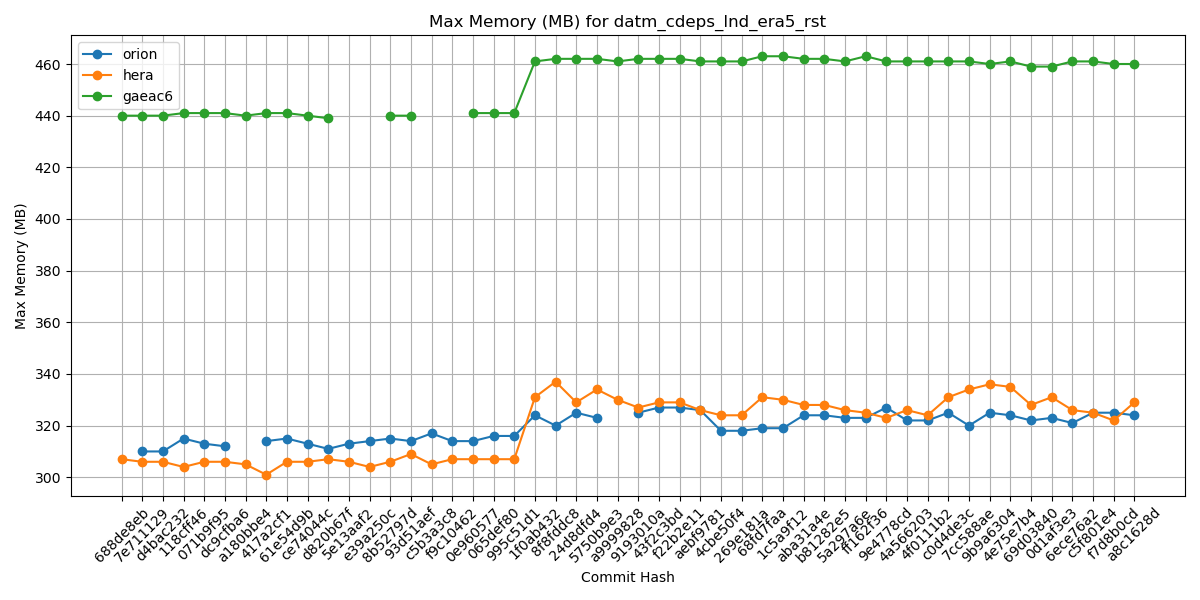 Max Memory (MB) for datm_cdeps_lnd_era5_rst
orion
hera
gaeac6
Max Memory (MB)
460
440
420
400
380
360
340
320
300
688de8eb
7e711129
d4bac232
118cff46
071b9f95
dc9cfba6
a180bbe4
417a2cf1
61e54d9b
ce74044c
d820b67f
5e13aaf2
e39a250c
8b52797d
93d51aef
c5b3a3c8
f9c10462
0e960577
065def80
995c51d1
1f0ab432
8f8fdfdc8
24d8dfd4
5750b9e3
a9999828
9193010a
43f253bd
f22b2e11
aebf9781
4cbe50f4
269e181a
68fd7faa
1c5a9f12
aba31a4e
b81282e5
5a297a6e
ff162f36
9e4778cd
4a566203
4f011b2
c0d4de3c
7cc588ae
9b9a6304
4e75e7b4
69d03840
0d1af3e3
6ece76a2
c5f801e4
f7d8b0cd
a8c1628d
Commit Hash